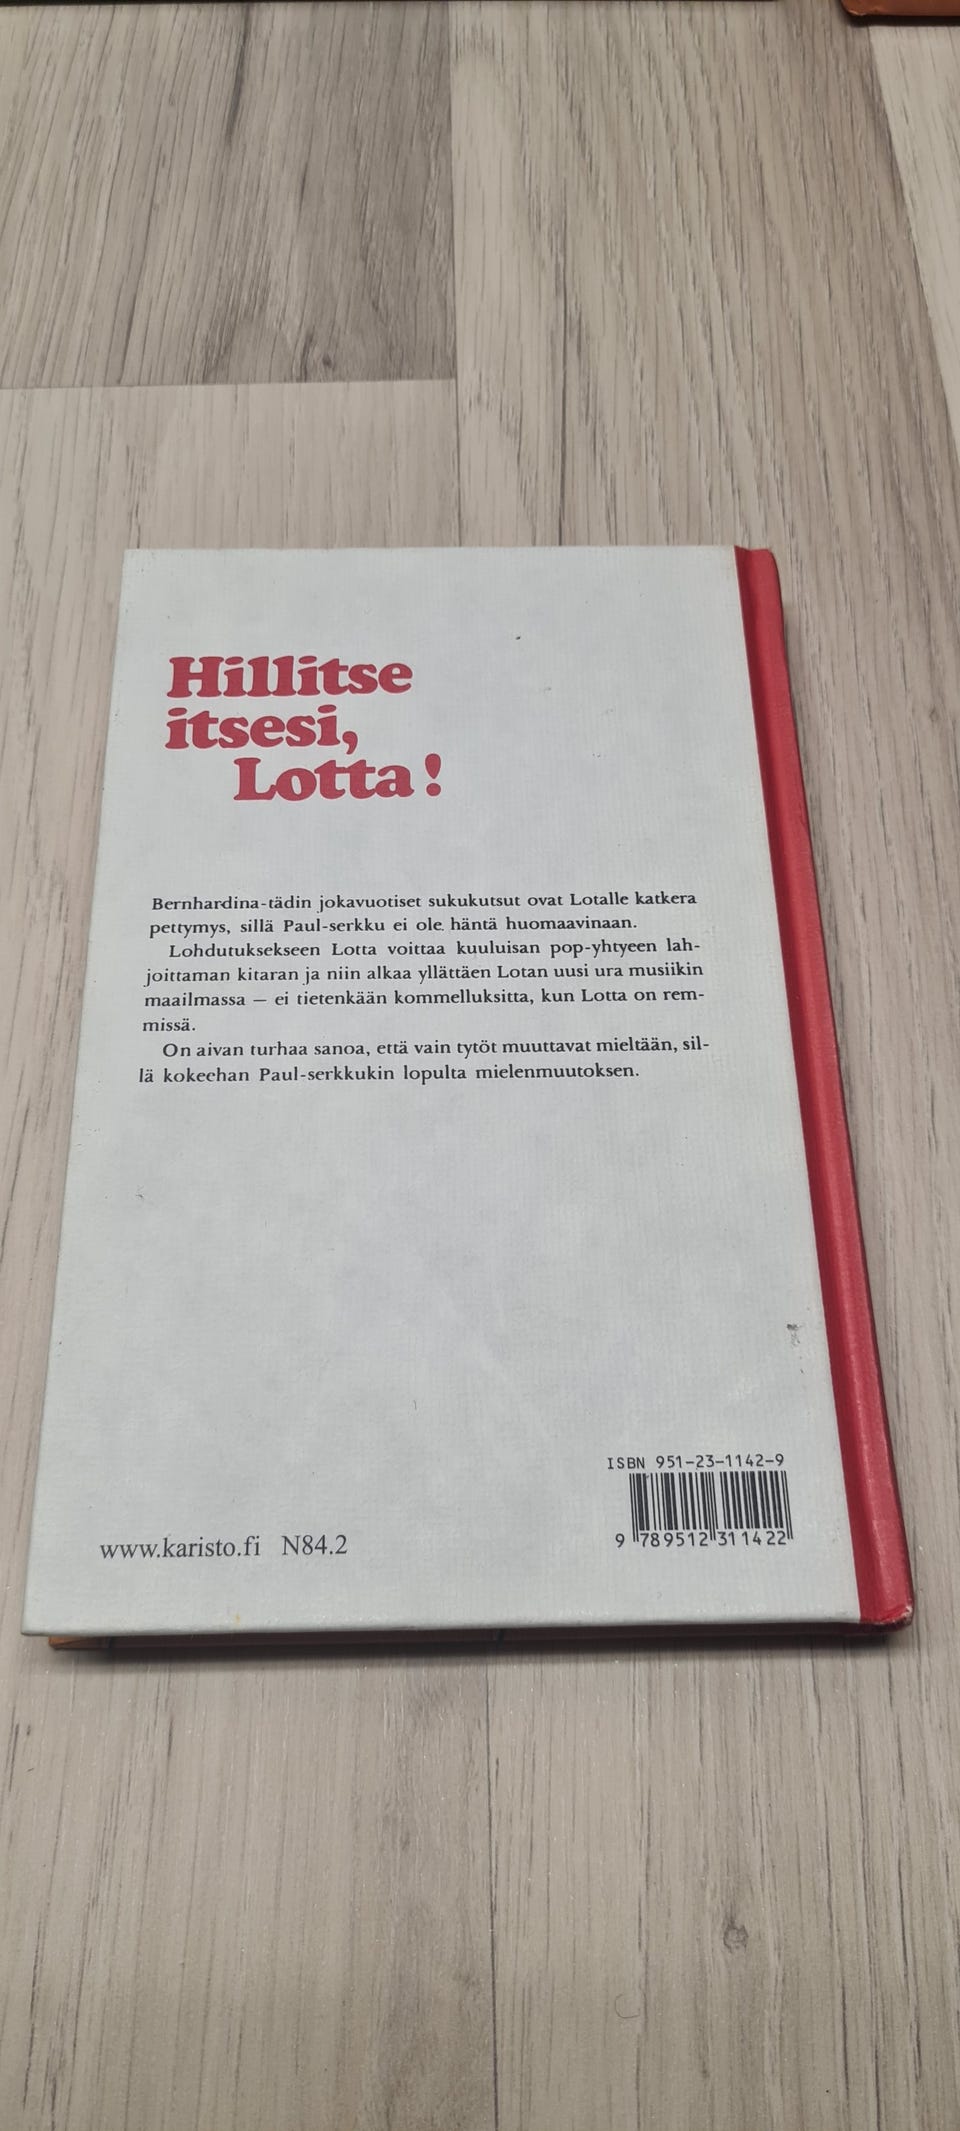 Hillitse
itsesi,
Lotta!
Bernhardina-tädin jokavuotiset sukukutsut ovat Lotalle katkera
pettymys, sillä Paul-serkku ei ole häntä huomaavinaan.
Lohdutuksekseen Lotta voittaa kuuluisan pop-yhtyeen lah-
joittaman kitaran ja niin alkaa yllättäen Lotan uusi ura musiikin
maailmassa — ei tietenkään kommelluksitta, kun Lotta on rem-
missä.
On aivan turhaa sanoa, että vain tytöt muuttavat mieltään, sil-
lä kokeehan Paul-serkkukin lopulta mielenmuutoksen.
ISBN 951-23-1142-9
9 789512 311422
www.karisto.fi N84.2